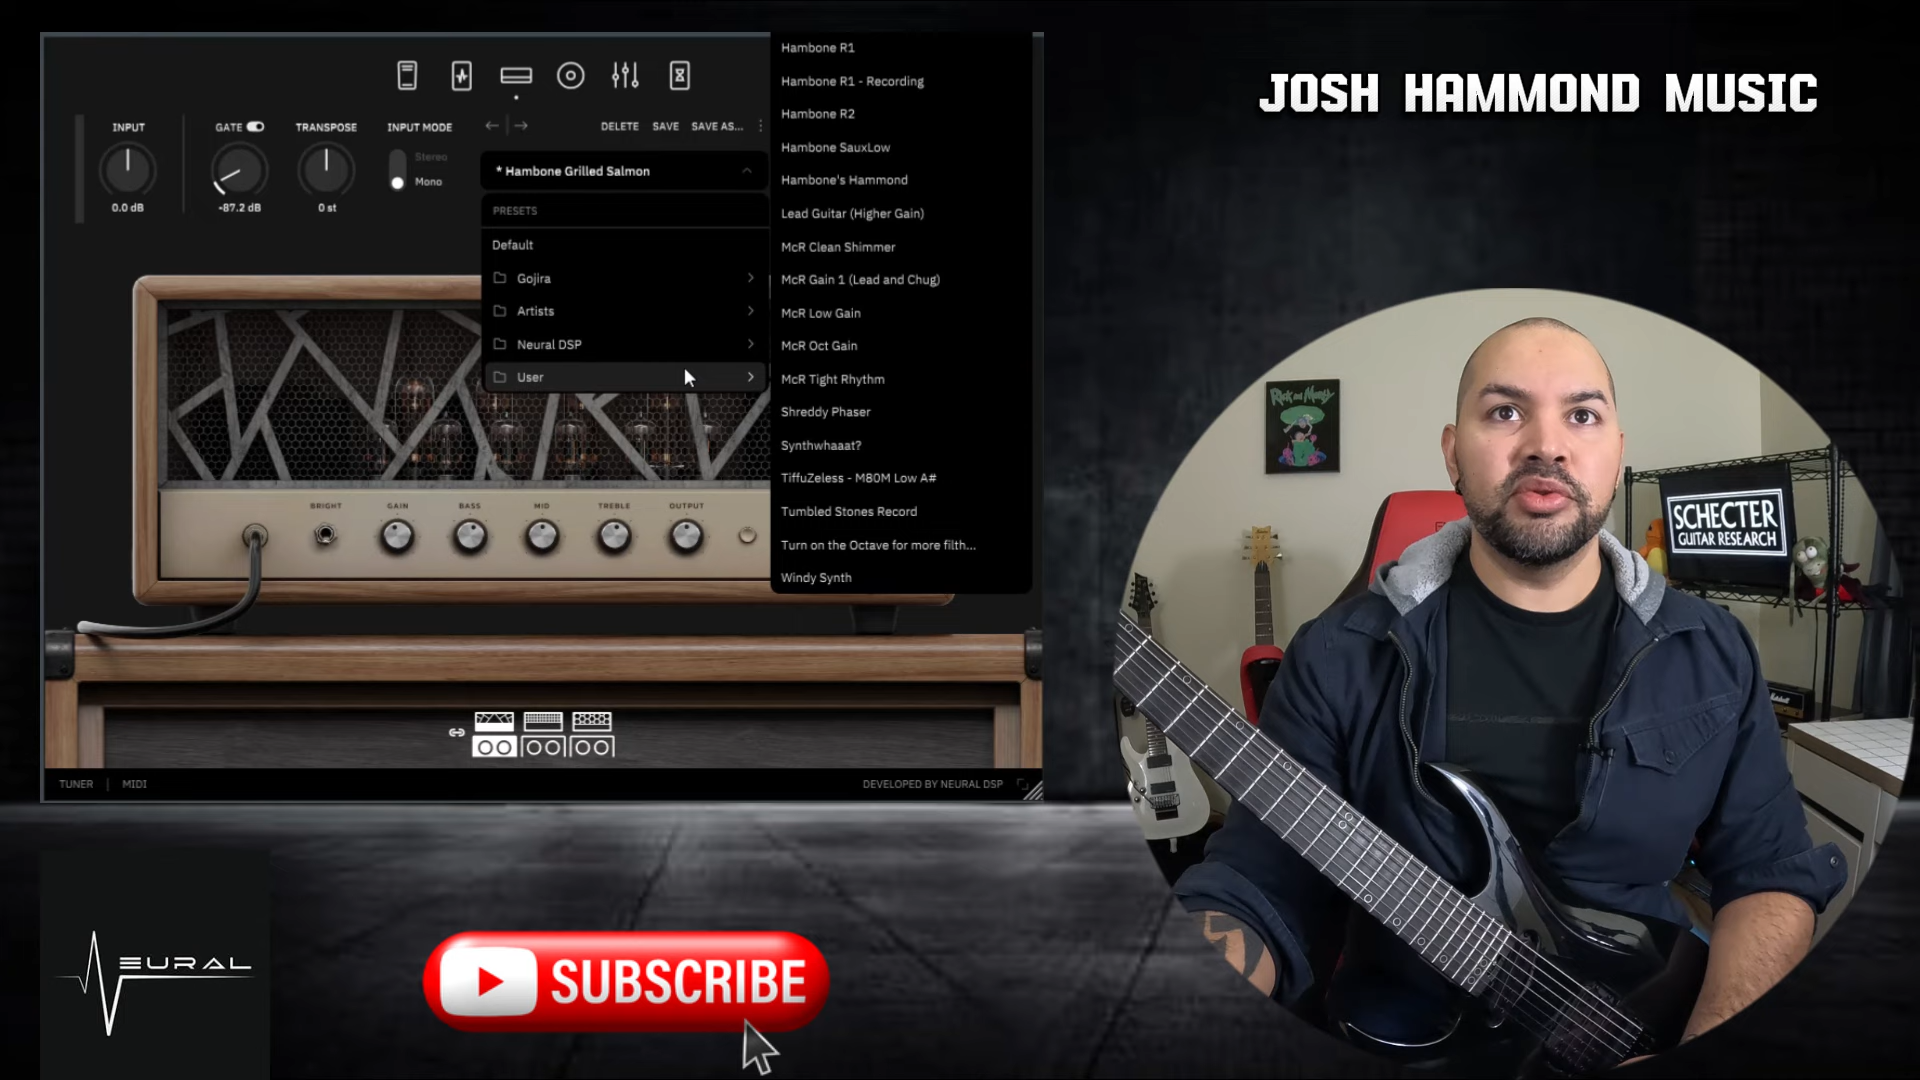 JOSH HAMMOND MUSIC
INPUT
0.0 dB
GATE
-87.2 dB
TRANSPOSE
0 st
INPUT MODE
Stereo
Mono
DELETE
SAVE
SAVE AS...
* Hambone Grilled Salmon
PRESETS
Default
Gojira
Artists
Neural DSP
User
Hambone R1
Hambone R1 - Recording
Hambone R2
Hambone SauxLow
Hambone's Hammond
Lead Guitar (Higher Gain)
McR Clean Shimmer
McR Gain 1 (Lead and Chug)
McR Low Gain
McR Oct Gain
McR Tight Rhythm
Shreddy Phaser
Synthwhaaat?
TiffuZeless - M80M Low A#
Tumbled Stones Record
Turn on the Octave for more filth...
Windy Synth
BRIGHT
GAIN
BASS
MID
TREBLE
OUTPUT
TUNER
MIDI
DEVELOPED BY NEURAL DSP
Rick and Morty
SCHECTER
GUITAR RESEARCH
NEURAL
SUBSCRIBE